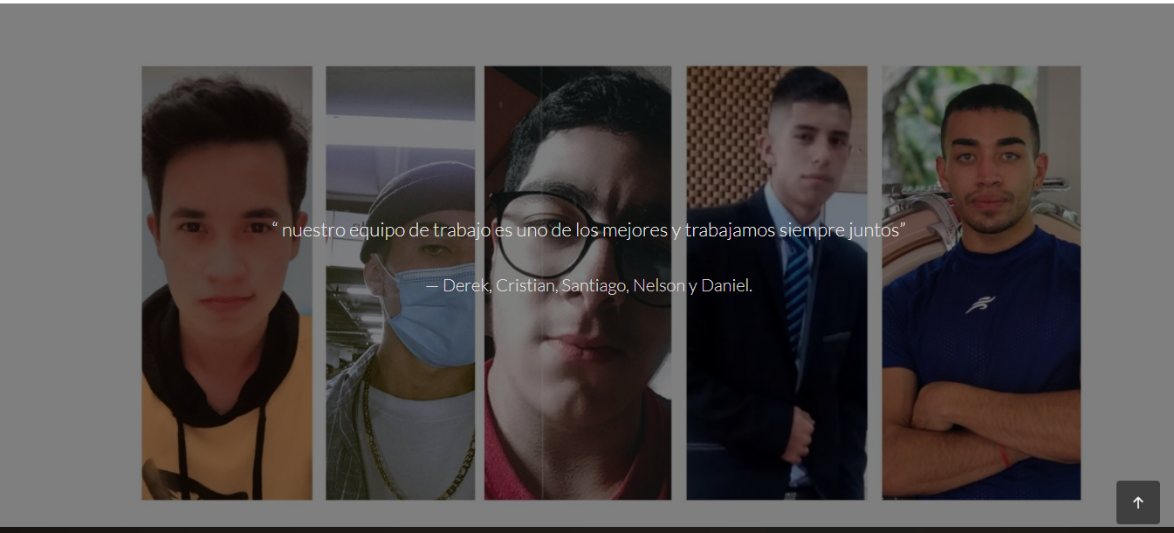 “ nuestro equipo de trabajo es uno de los mejores y trabajamos siempre juntos”
— Derek, Cristian, Santiago, Nelson y Daniel.